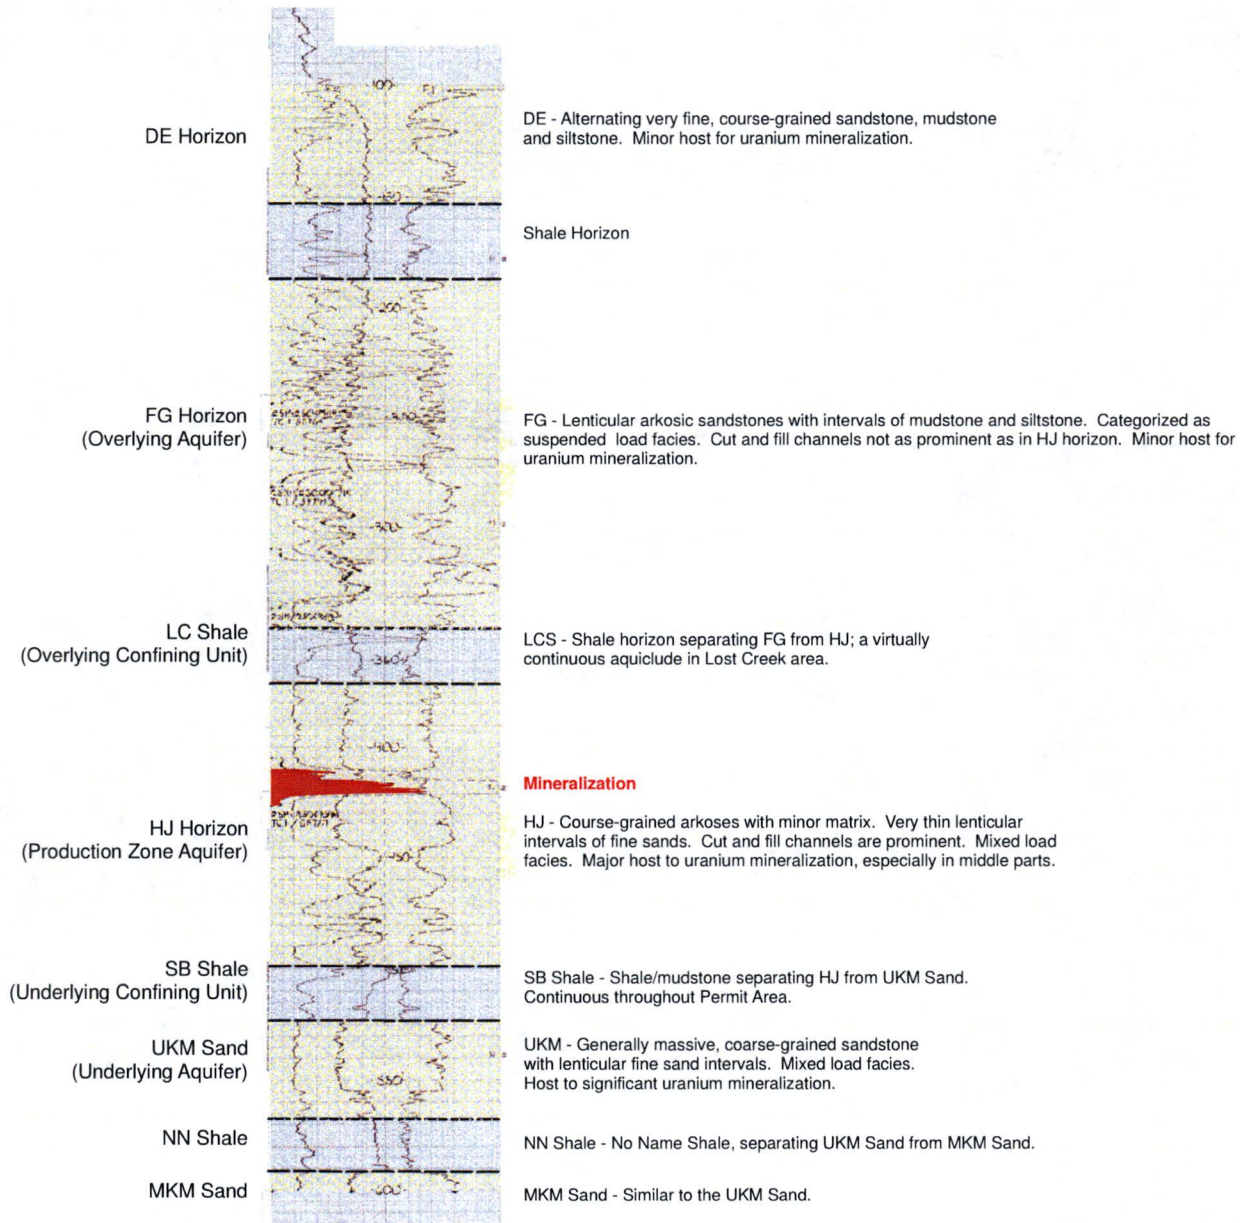 DE Horizon
DE - Alternating very fine, course-grained sandstone, mudstone
and siltstone. Minor host for uranium mineralization.
Shale Horizon
FG Horizon
(Overlying Aquifer)
FG - Lenticular arkosic sandstones with intervals of mudstone and siltstone. Categorized as
suspended load facies. Cut and fill channels not as prominent as in HJ horizon. Minor host for
uranium mineralization.
LC Shale
(Overlying Confining Unit)
LCS - Shale horizon separating FG from HJ; a virtually
continuous aquiclude in Lost Creek area.
-400-
Mineralization
HJ Horizon
(Production Zone Aquifer)
HJ - Course-grained arkoses with minor matrix. Very thin lenticular
intervals of fine sands. Cut and fill channels are prominent. Mixed load
facies. Major host to uranium mineralization, especially in middle parts.
-450-
SB Shale
(Underlying Confining Unit)
SB Shale - Shale/mudstone separating HJ from UKM Sand.
Continuous throughout Permit Area.
UKM Sand
(Underlying Aquifer)
UKM - Generally massive, coarse-grained sandstone
with lenticular fine sand intervals. Mixed load facies.
Host to significant uranium mineralization.
NN Shale
NN Shale - No Name Shale, separating UKM Sand from MKM Sand.
MKM Sand
MKM Sand - Similar to the UKM Sand.